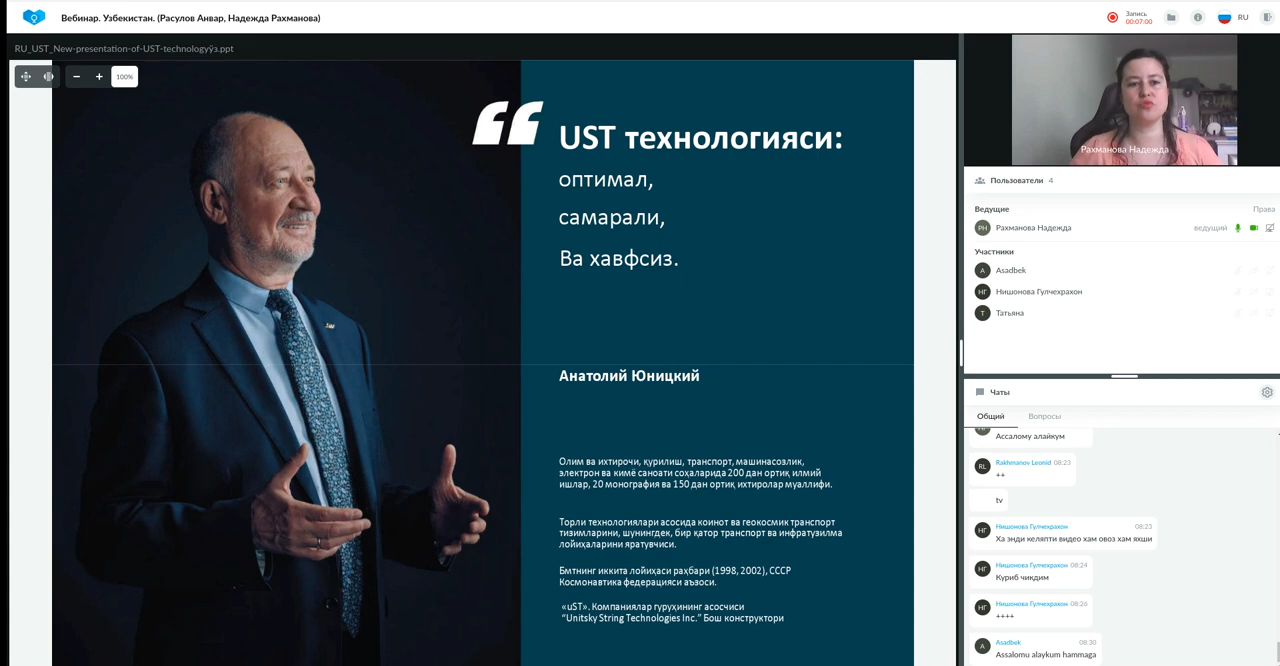 Вебинар. Узбекистан. (Расулов Анвар, Надежда Рахманова)
Запись
00:07:00
RU
RU_UST_New-presentation-of-UST-technologyўз.ppt
100%
UST технологияси:
оптимал,
самарали,
Ва хавфсиз.
Анатолий Юницкий
Олим ва ихтирочи, қурилиш, транспорт, машинасозлик,
электрон ва кимё саноати соҳаларида 200 дан ортиқ илмий
ишлар, 20 монография ва 150 дан ортиқ ихтиролар муаллифи.
Торли технологиялари асосида коинот ва геокосмик транспорт
тизимларини, шунингдек, бир қатор транспорт ва инфратузилма
лойиҳаларини яратувчиси.
Бмтнинг иккита лойиҳаси раҳбари (1998, 2002), СССР
Космонавтика федерацияси аъзоси.
«uST». Компаниялар гуруҳининг асосчиси
“Unitsky String Technologies Inc.” Бош конструктори
Рахманова Надежда
Пользователи 4
Ведущие Права
РН Рахманова Надежда ведущий
Участники
A Asadbek
НГ Нишонова Гулчехрахон
Т Татьяна
Чаты
Общий Вопросы
Ассалому алайкум
RL Rakhmanov Leonid 08:23
++
tv
НГ Нишонова Гулчехрахон 08:23
Ха энди келяпти видео хам овоз хам яхши
НГ Нишонова Гулчехрахон 08:24
Куриб чикдим
НГ Нишонова Гулчехрахон 08:26
++++
A Asadbek 08:30
Assalomu alaykum hammaga